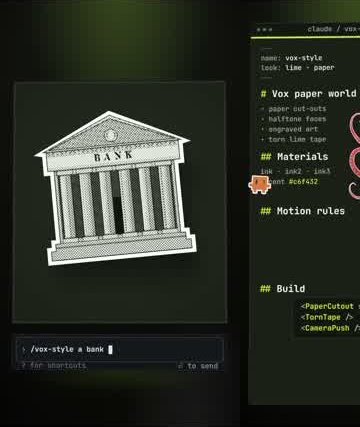 BANK
› /vox-style a bank
? for shortcuts
to send
claude / vox-
name: vox-style
look: lime · paper
# Vox paper world
· paper cut-outs
· halftone faces
· engraved art
· torn lime tape
## Materials
ink · ink2 · ink3
#c6f432
## Motion rules
## Build
<PaperCutout
<TornTape />
<CameraPush